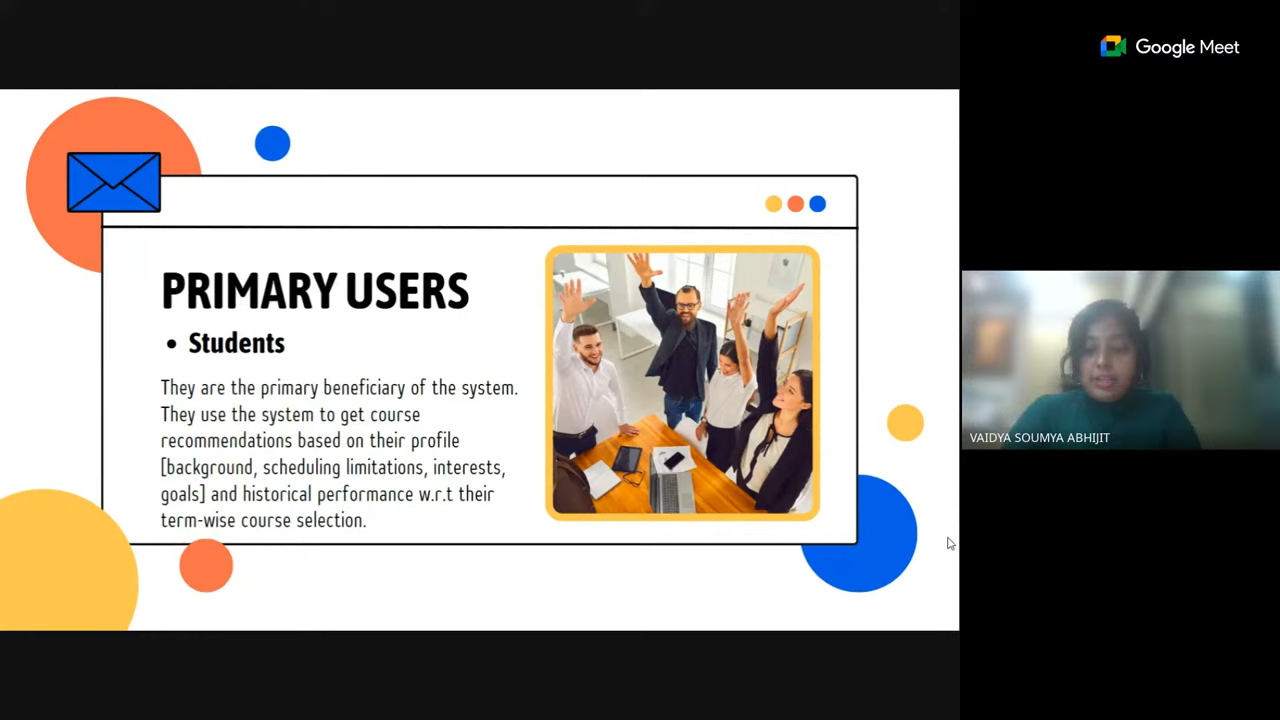 Google Meet
PRIMARY USERS
• Students
They are the primary beneficiary of the system.
They use the system to get course
recommendations based on their profile
[background, scheduling limitations, interests,
goals] and historical performance w.r.t their
term-wise course selection.
VAIDYA SOUMYA ABHIJIT